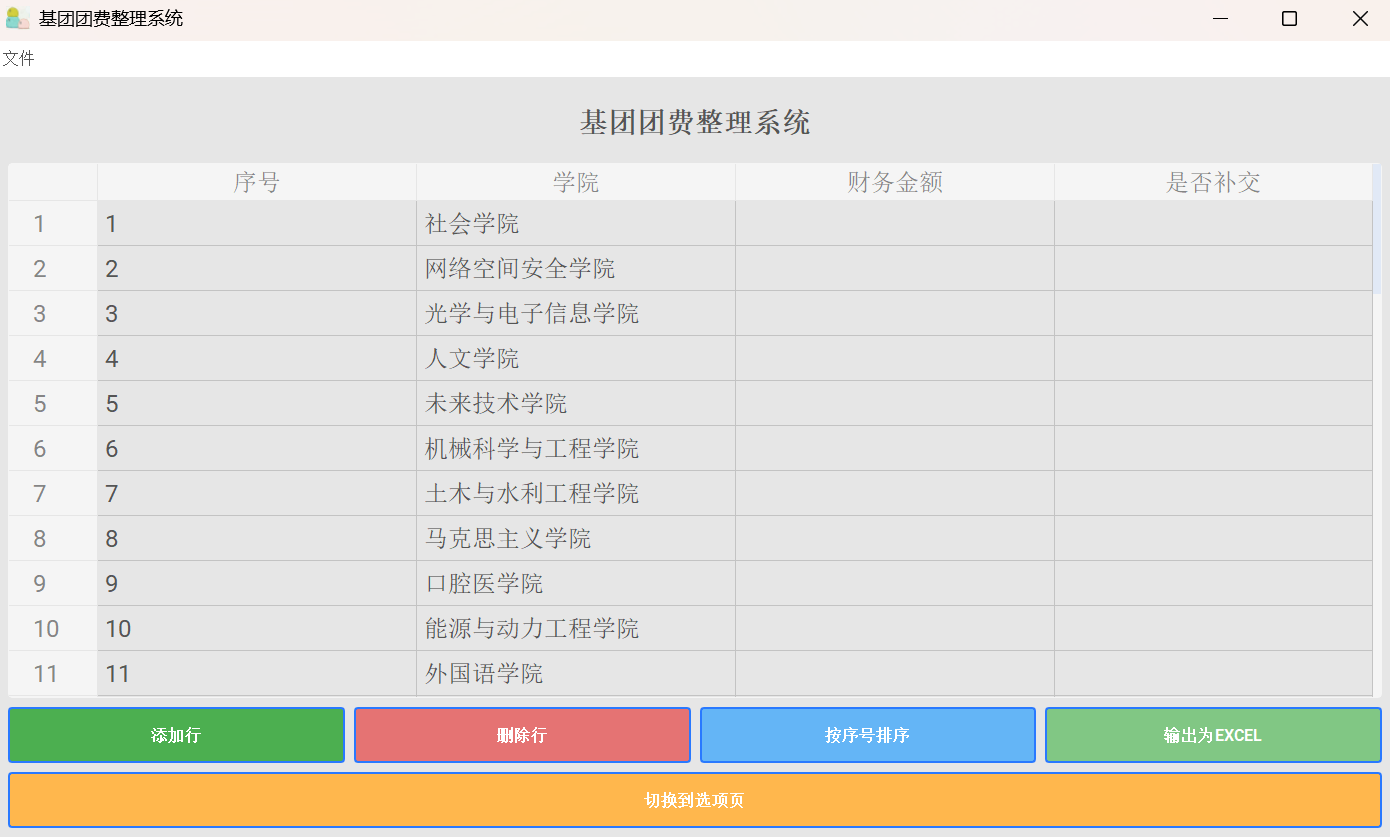 基团团费整理系统
文件
基团团费整理系统
序号 学院 财务金额 是否补交
1 1 社会学院
2 2 网络空间安全学院
3 3 光学与电子信息学院
4 4 人文学院
5 5 未来技术学院
6 6 机械科学与工程学院
7 7 土木与水利工程学院
8 8 马克思主义学院
9 9 口腔医学院
10 10 能源与动力工程学院
11 11 外国语学院
添加行 删除行 按序号排序 输出为EXCEL
切换到选项页